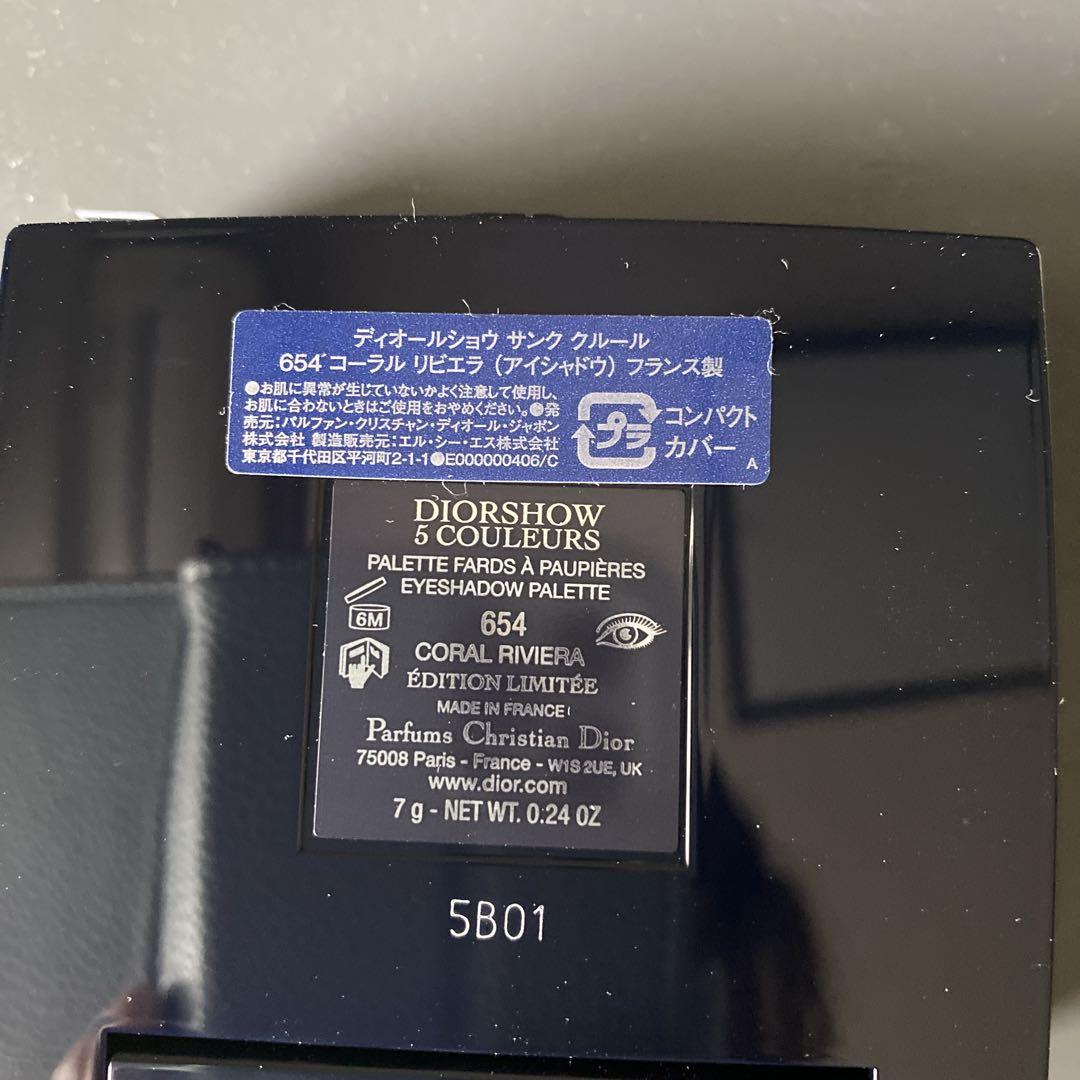 ディオールショウ サンク クルール
654 コーラル リビエラ（アイシャドウ）フランス製
●お肌に異常が生じていないかよく注意して使用し、
お肌に合わないときはご使用をおやめください。●発
売元：パルファン・クリスチャン・ディオール・ジャポン
株式会社 製造販売元：エル・シー・エス株式会社
東京都千代田区平河町2-1-1●E000000406/C
プラ
コンパクト
カバー
A
DIORSHOW
5 COULEURS
PALETTE FARDS À PAUPIÈRES
EYESHADOW PALETTE
6M
654
CORAL RIVIERA
ÉDITION LIMITÉE
MADE IN FRANCE
Parfums Christian Dior
75008 Paris - France - W1S 2UE, UK
www.dior.com
7 g - NET WT. 0.24 OZ
5B01